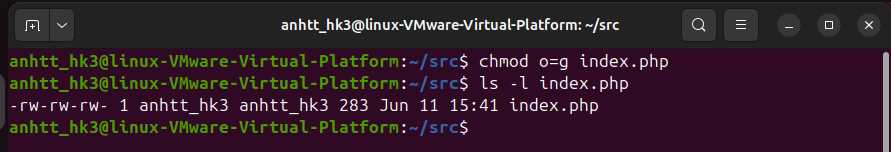 anhtt_hk3@linux-VMware-Virtual-Platform: ~/src
anhtt_hk3@linux-VMware-Virtual-Platform:~/src$ chmod o=g index.php
anhtt_hk3@linux-VMware-Virtual-Platform:~/src$ ls -l index.php
-rw-rw-rw- 1 anhtt_hk3 anhtt_hk3 283 Jun 11 15:41 index.php
anhtt_hk3@linux-VMware-Virtual-Platform:~/src$